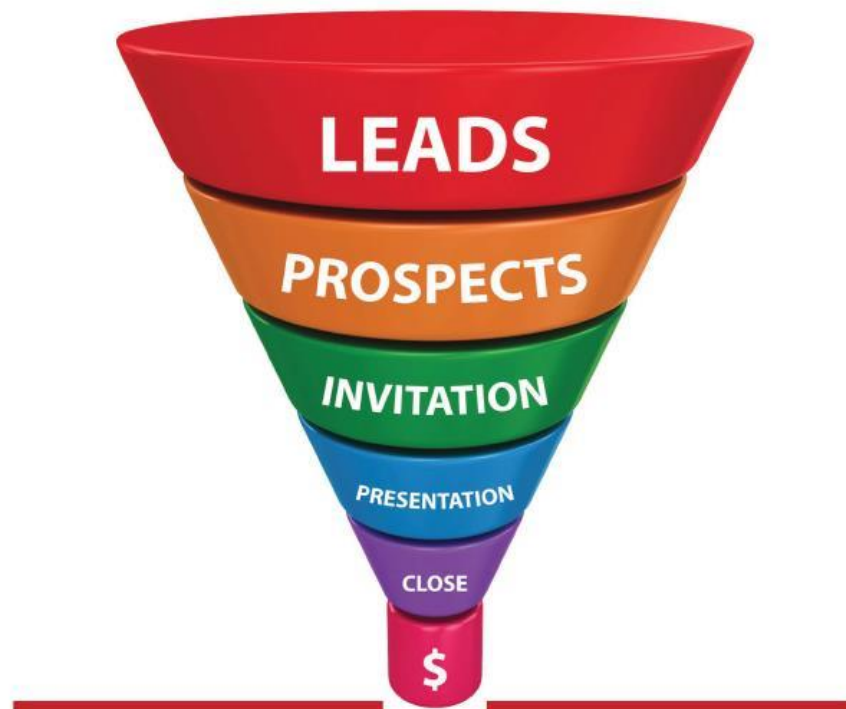 LEADS
PROSPECTS
INVITATION
PRESENTATION
CLOSE
$